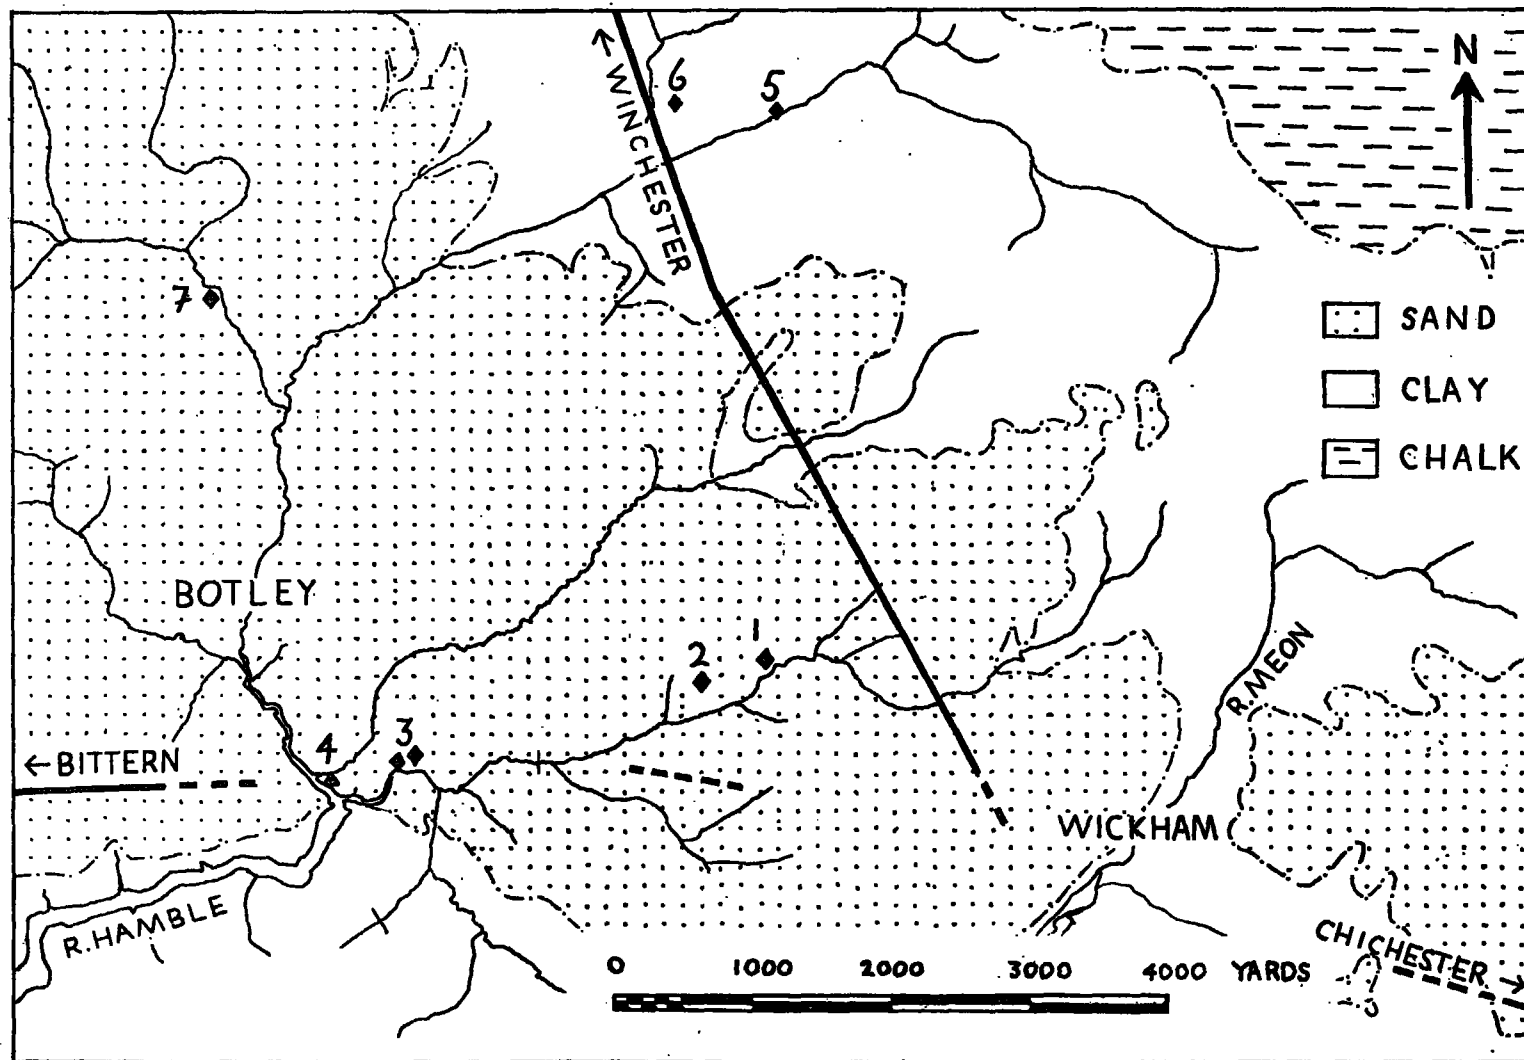 N
WINCHESTER
6
5
7
SAND
CLAY
CHALK
BOTLEY
1
2
R. MEON
3
4
←BITTERN
WICKHAM
R. HAMBLE
CHICHESTER →
0 1000 2000 3000 4000 YARDS